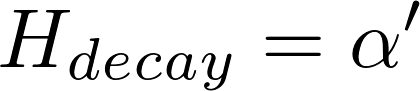 $H_{decay} = \alpha'$